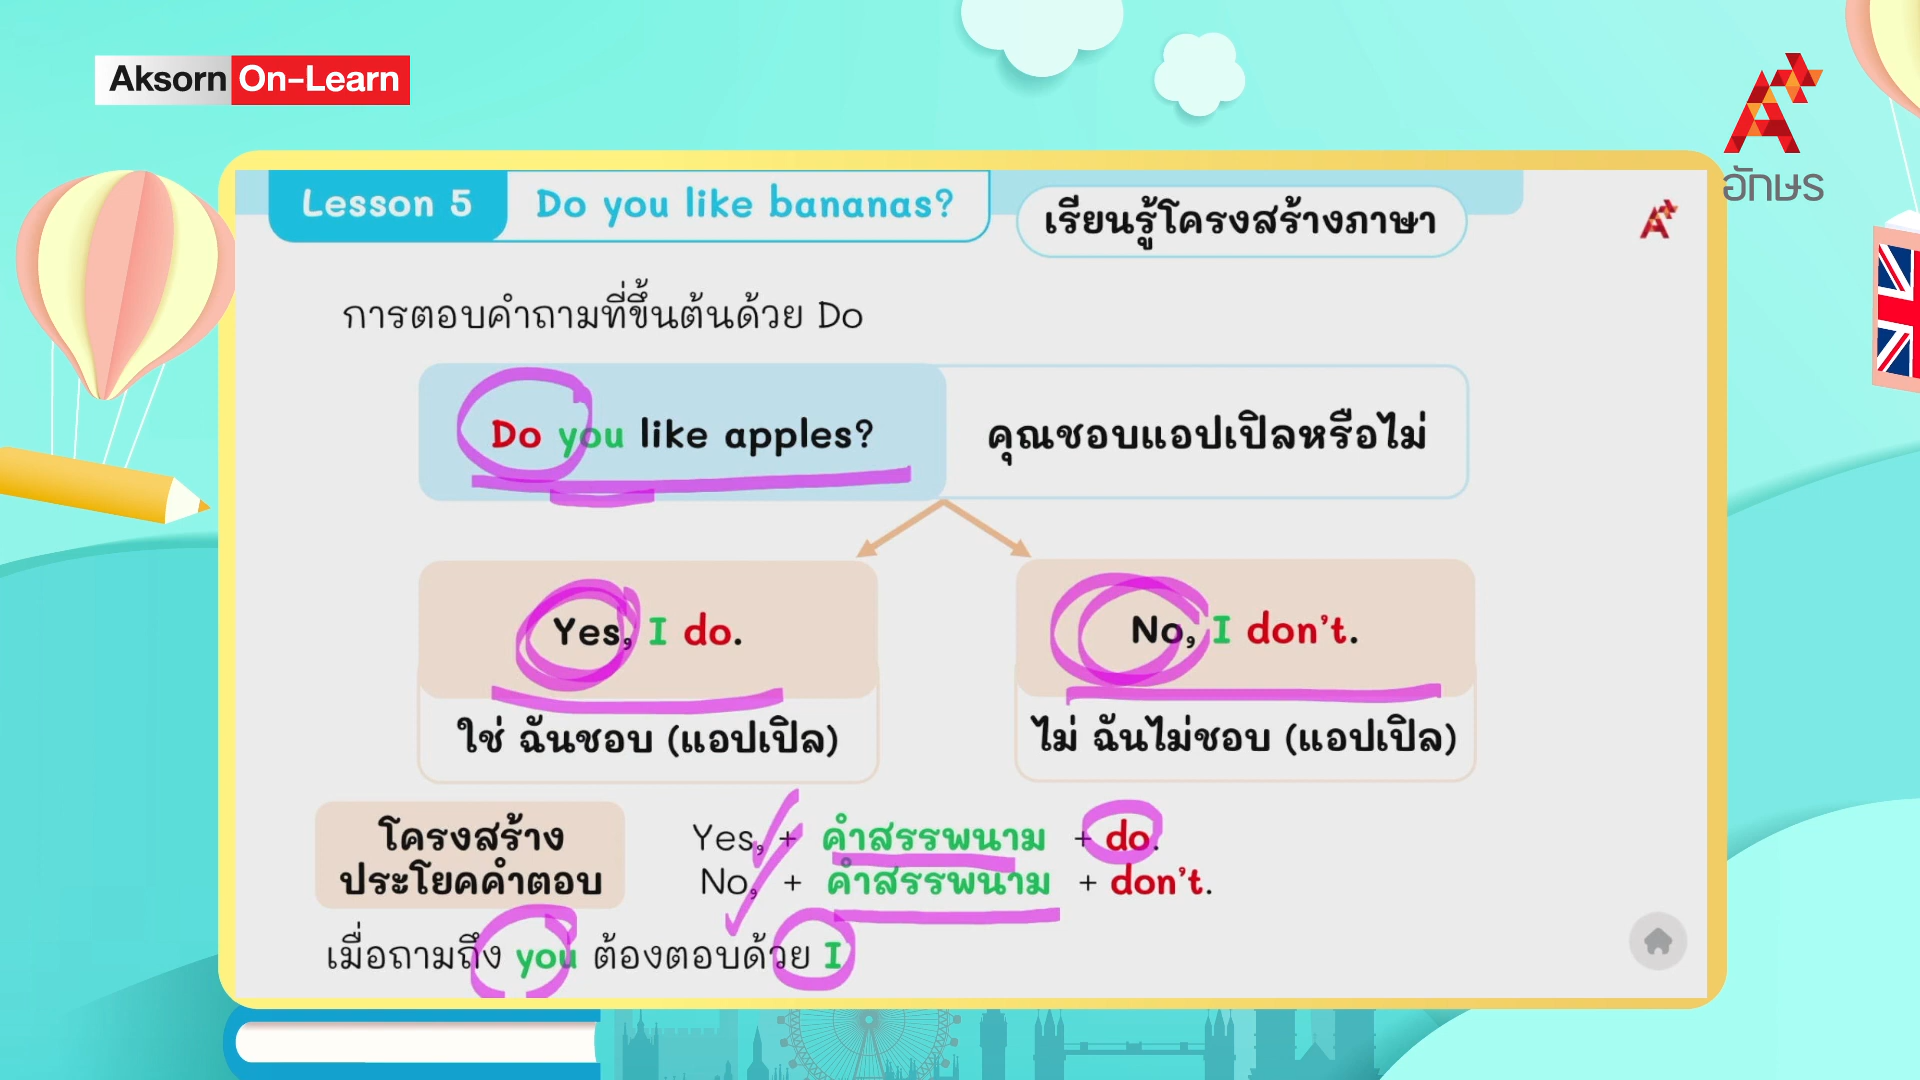 Aksorn On-Learn
อักษร
Lesson 5 Do you like bananas? เรียนรู้โครงสร้างภาษา
การตอบคำถามที่ขึ้นต้นด้วย Do
Do you like apples? คุณชอบแอปเปิลหรือไม่
Yes, I do. No, I don't.
ใช่ ฉันชอบ (แอปเปิล) ไม่ ฉันไม่ชอบ (แอปเปิล)
โครงสร้าง Yes, + คำสรรพนาม + do.
ประโยคคำตอบ No, + คำสรรพนาม + don't.
เมื่อถามถึง you ต้องตอบด้วย I